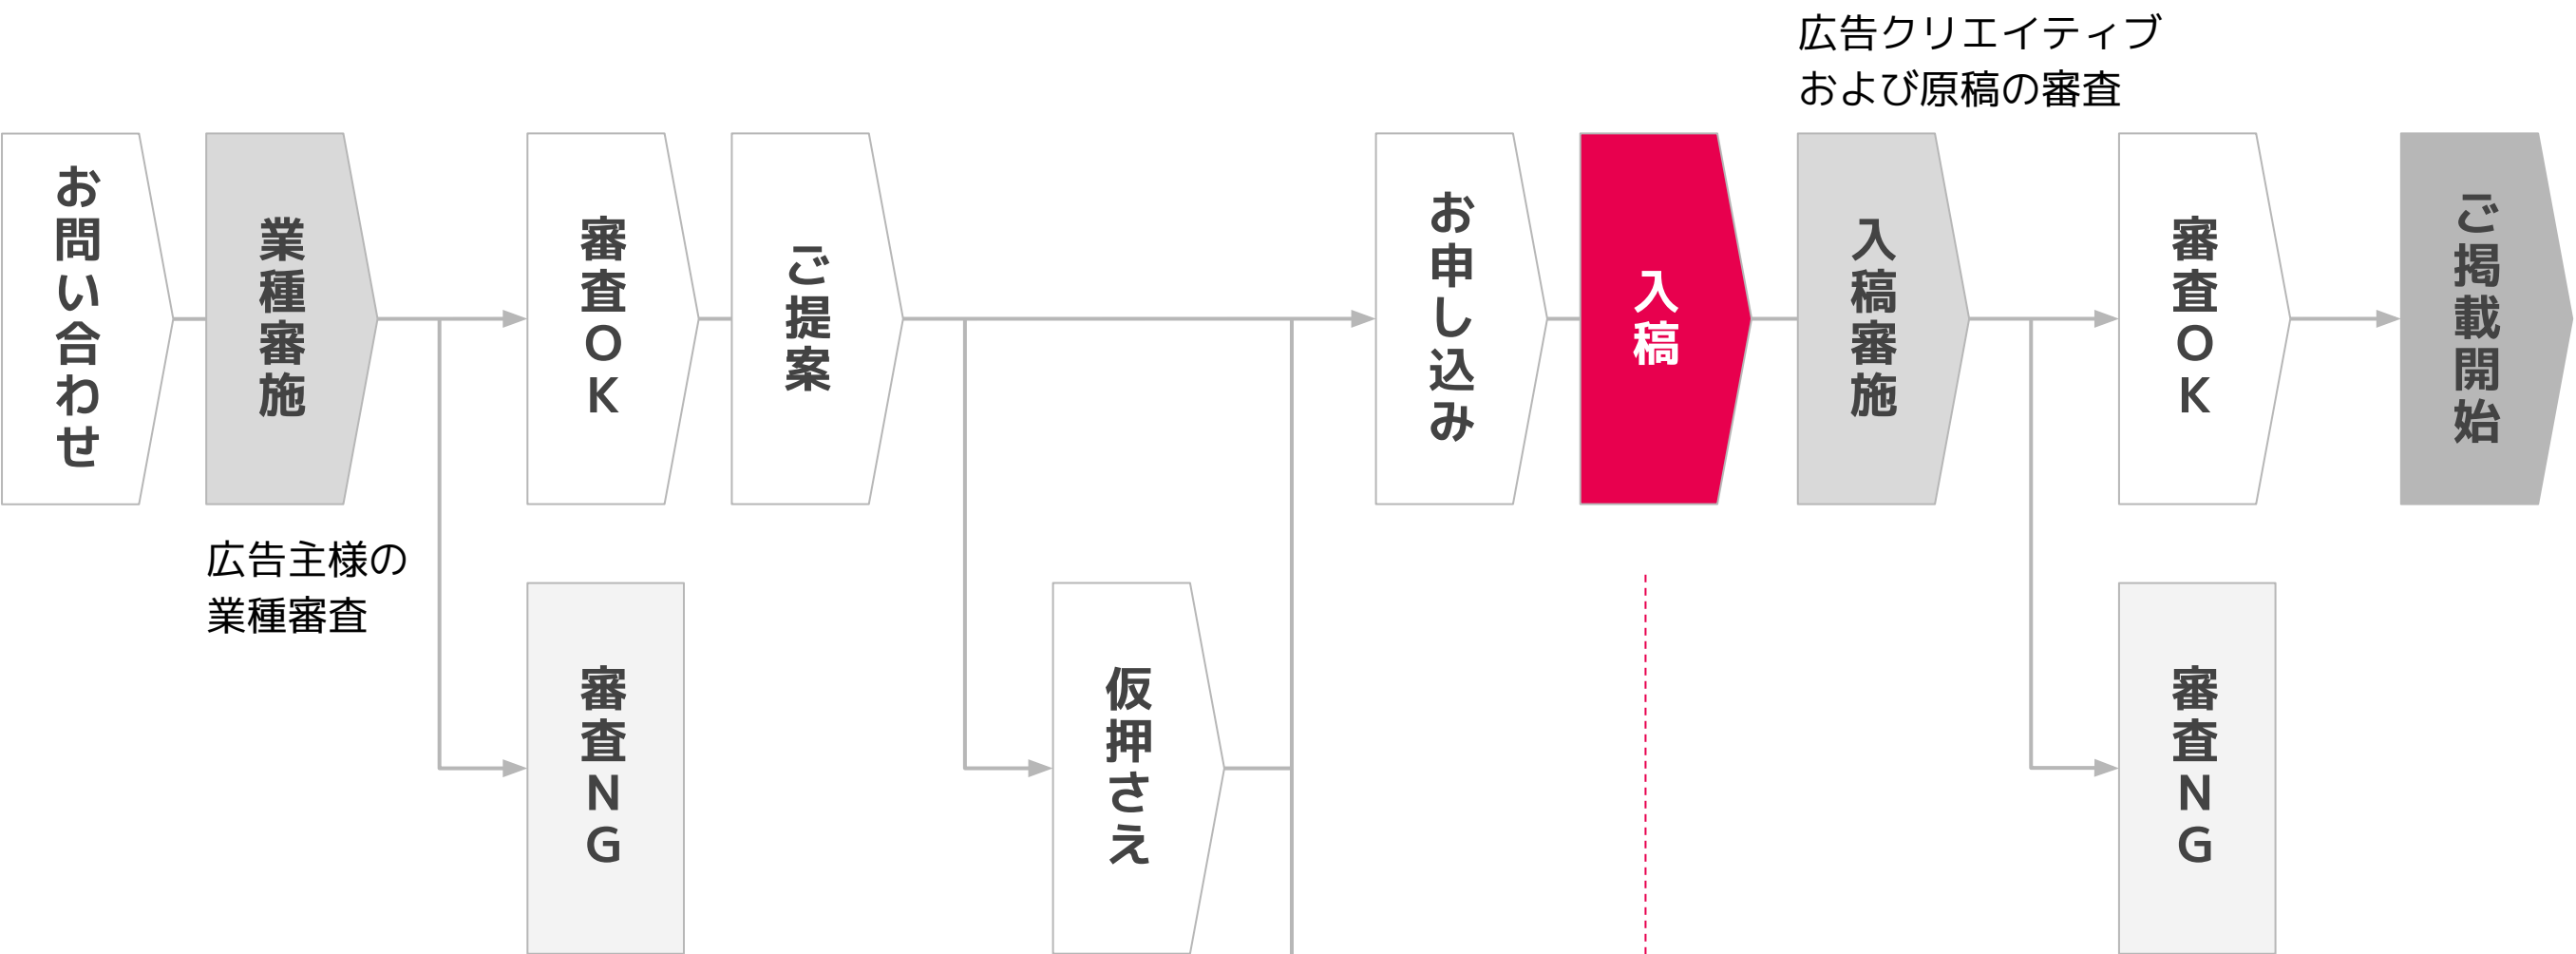 広告クリエイティブ
および原稿の審査
お問い合わせ
業種審施
審査OK
ご提案
お申し込み
入稿
入稿審施
審査OK
ご掲載開始
広告主様の
業種審査
審査NG
仮押さえ
審査NG